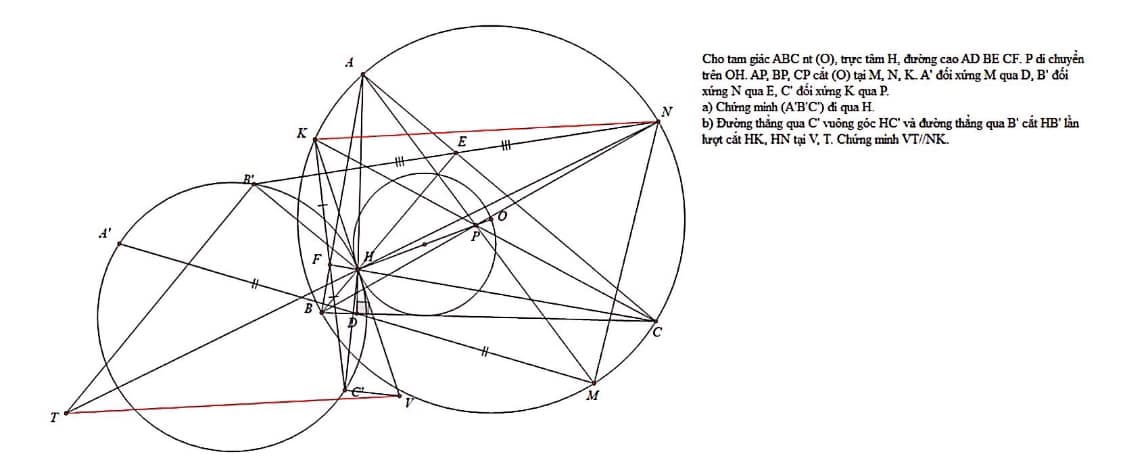 A
K
N
E
B'
O
P
A'
F
H
B
D
C
C'
V
M
T
Cho tam giác ABC nt (O), trực tâm H, đường cao AD BE CF. P di chuyển
trên OH. AP, BP, CP cắt (O) tại M, N, K. A' đối xứng M qua D, B' đối
xứng N qua E, C' đối xứng K qua P.
a) Chứng minh (A'B'C') đi qua H.
b) Đường thẳng qua C' vuông góc HC' và đường thẳng qua B' cắt HB' lần
lượt cắt HK, HN tại V, T. Chứng minh VT//NK.